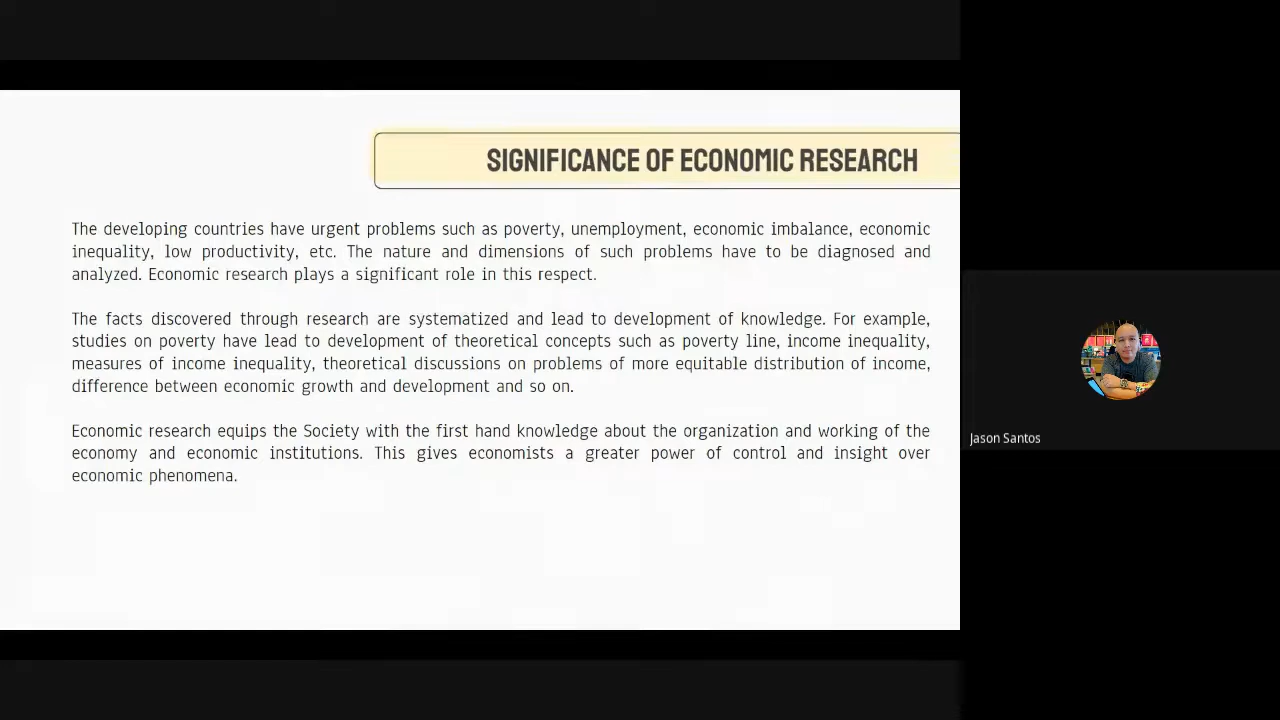 SIGNIFICANCE OF ECONOMIC RESEARCH
The developing countries have urgent problems such as poverty, unemployment, economic imbalance, economic
inequality, low productivity, etc. The nature and dimensions of such problems have to be diagnosed and
analyzed. Economic research plays a significant role in this respect.
The facts discovered through research are systematized and lead to development of knowledge. For example,
studies on poverty have lead to development of theoretical concepts such as poverty line, income inequality,
measures of income inequality, theoretical discussions on problems of more equitable distribution of income,
difference between economic growth and development and so on.
Economic research equips the Society with the first hand knowledge about the organization and working of the
economy and economic institutions. This gives economists a greater power of control and insight over
economic phenomena.
Jason Santos